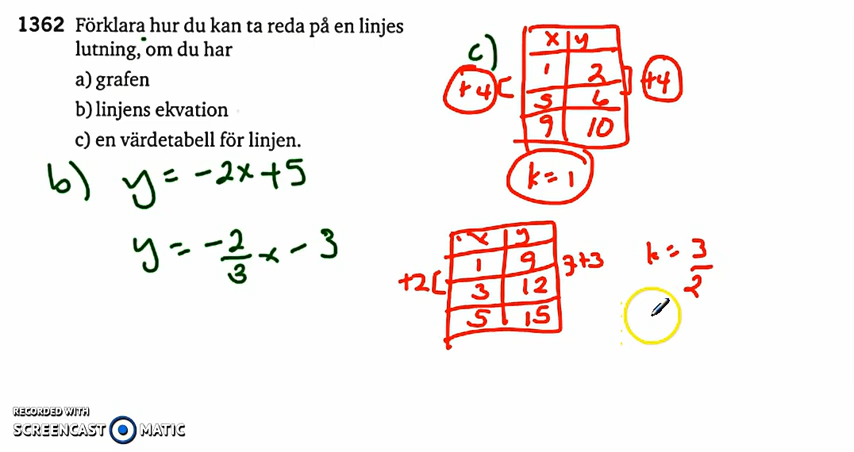 1362 Förklara hur du kan ta reda på en linjes
lutning, om du har
a) grafen
b) linjens ekvation
c) en värdetabell för linjen.
b) y = -2x+5
y = -2/3 x - 3
c)
x y
+4 1 2 +4
5 6
9 10
k = 1
x y
1 9 +3
+2 3 12
5 15
k = 3/2
RECORDED WITH
SCREENCAST MATIC